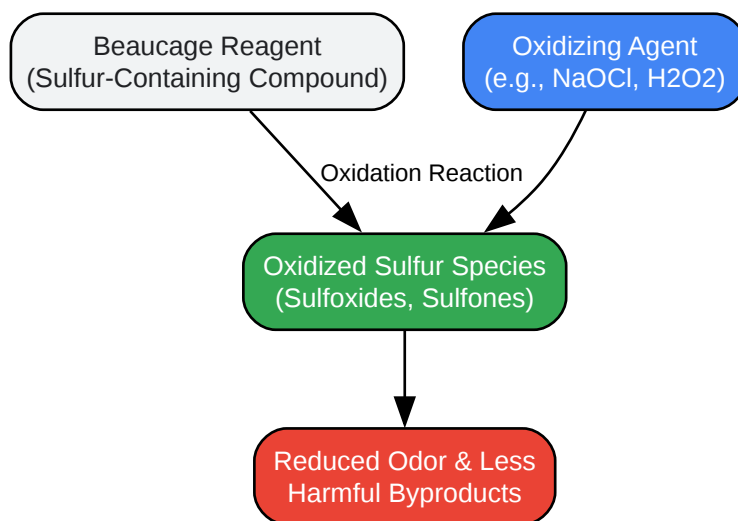 Beaucage Reagent
(Sulfur-Containing Compound)
Oxidizing Agent
(e.g., NaOCl, H2O2)
Oxidation Reaction
Oxidized Sulfur Species
(Sulfoxides, Sulfones)
Reduced Odor & Less
Harmful Byproducts